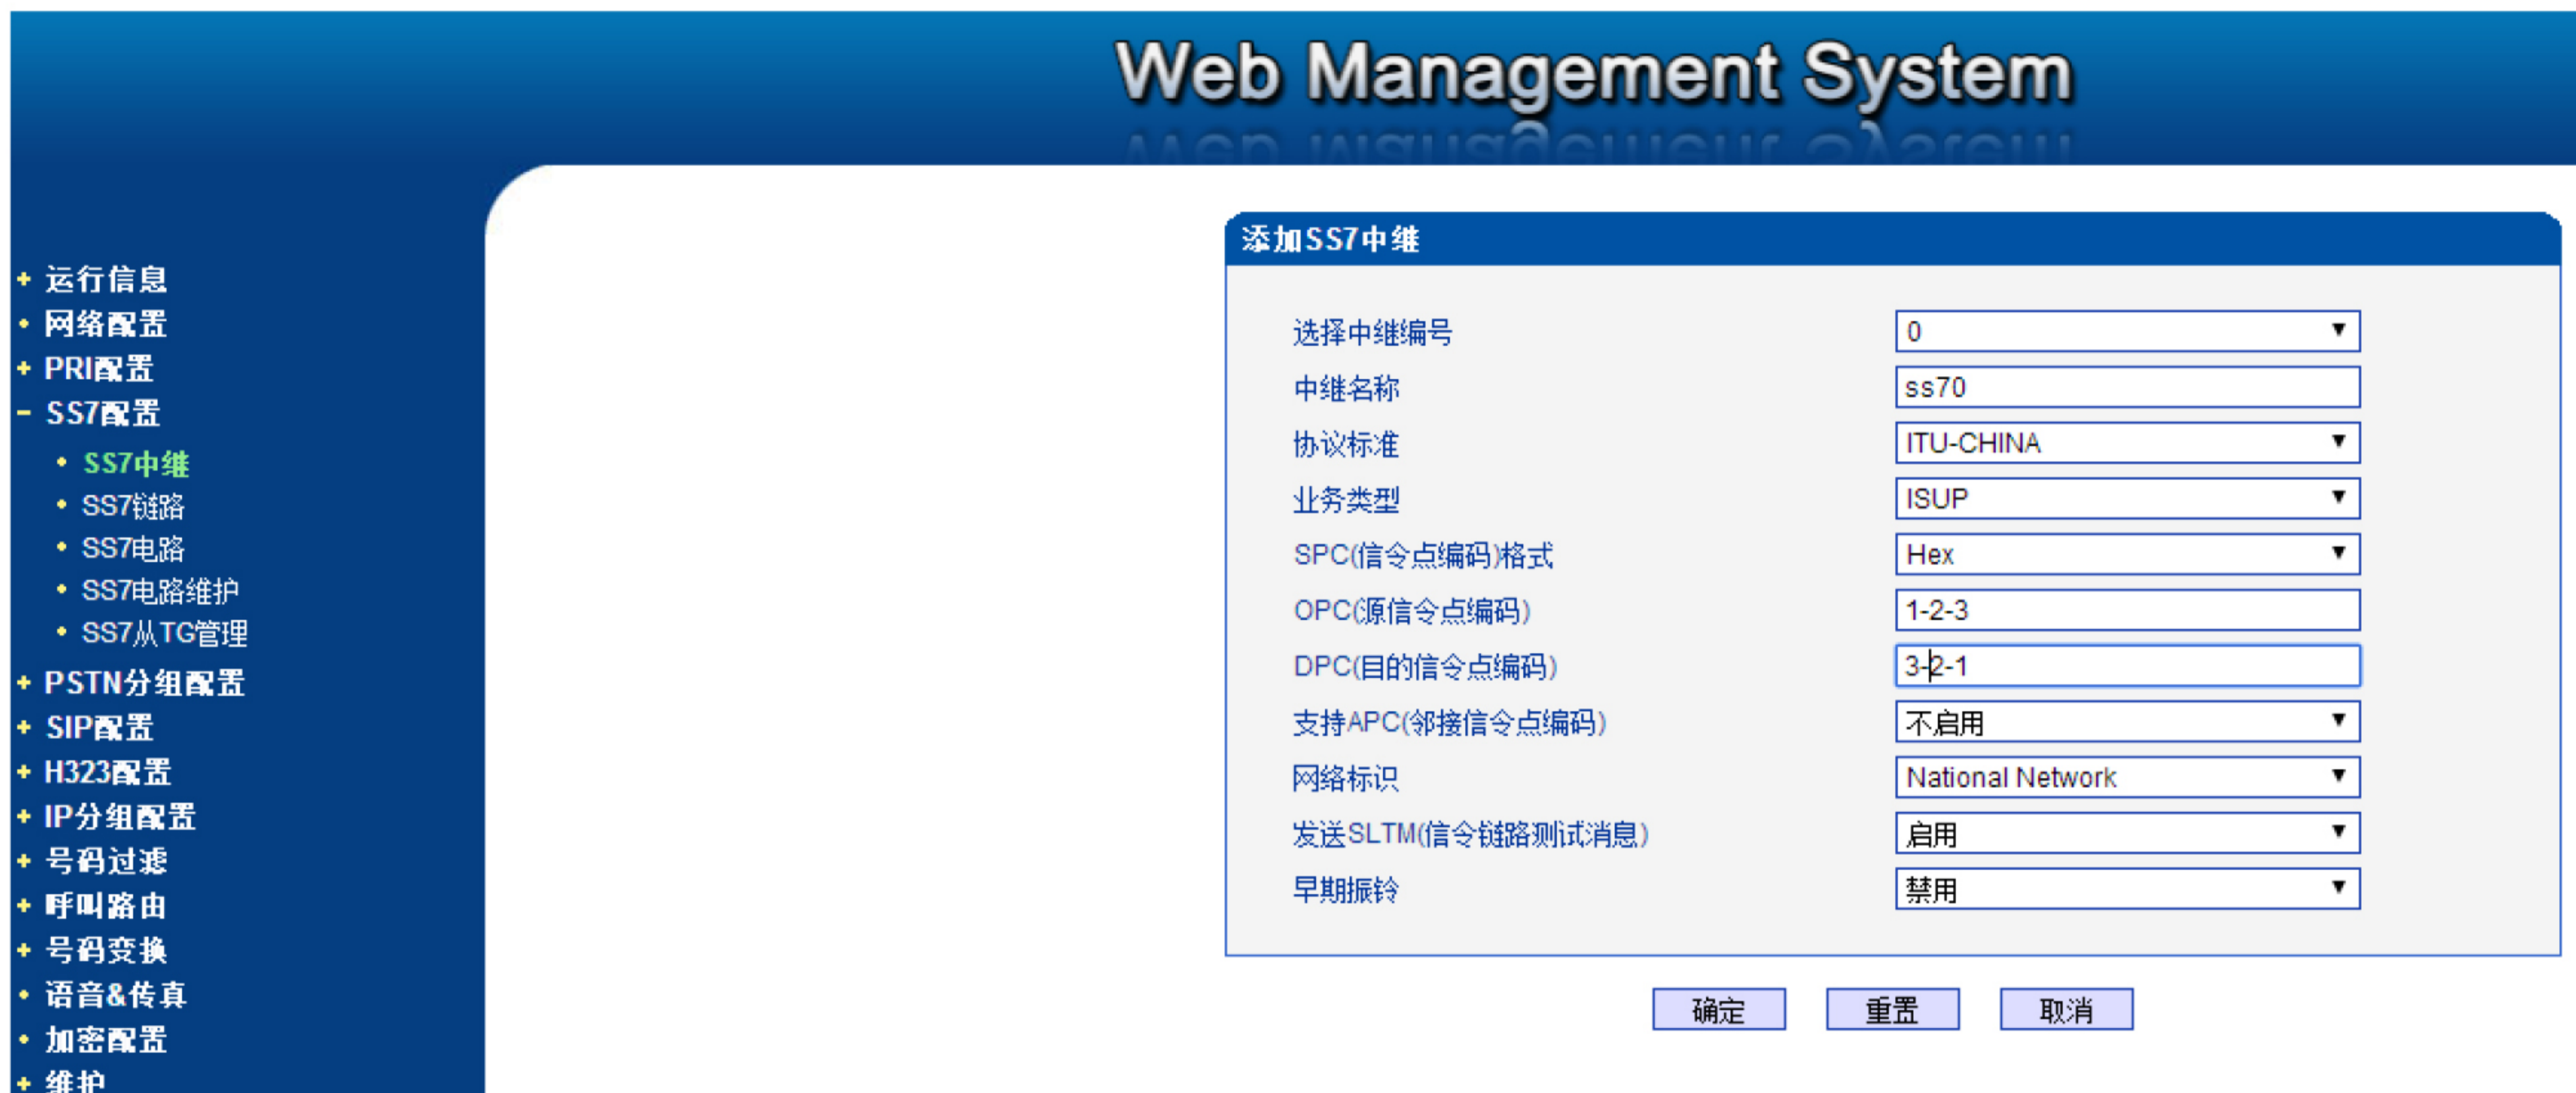 Web Management System
+ 运行信息
• 网络配置
+ PRI配置
- SS7配置
• SS7中继
• SS7链路
• SS7电路
• SS7电路维护
• SS7从TG管理
+ PSTN分组配置
+ SIP配置
+ H323配置
+ IP分组配置
+ 号码过滤
+ 呼叫路由
+ 号码变换
• 语音&传真
• 加密配置
+ 维护
添加SS7中继
选择中继编号 0
中继名称 ss70
协议标准 ITU-CHINA
业务类型 ISUP
SPC(信令点编码)格式 Hex
OPC(源信令点编码) 1-2-3
DPC(目的信令点编码) 3-2-1
支持APC(邻接信令点编码) 不启用
网络标识 National Network
发送SLTM(信令链路测试消息) 启用
早期振铃 禁用
确定 重置 取消